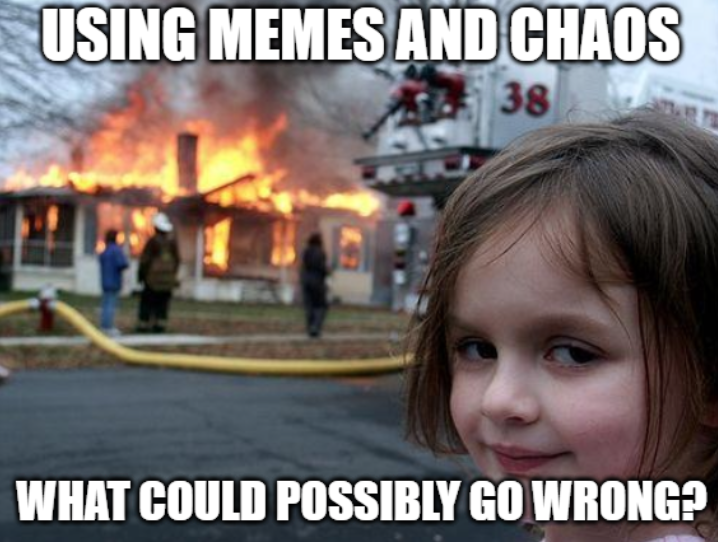 USING MEMES AND CHAOS
38
WHAT COULD POSSIBLY GO WRONG?